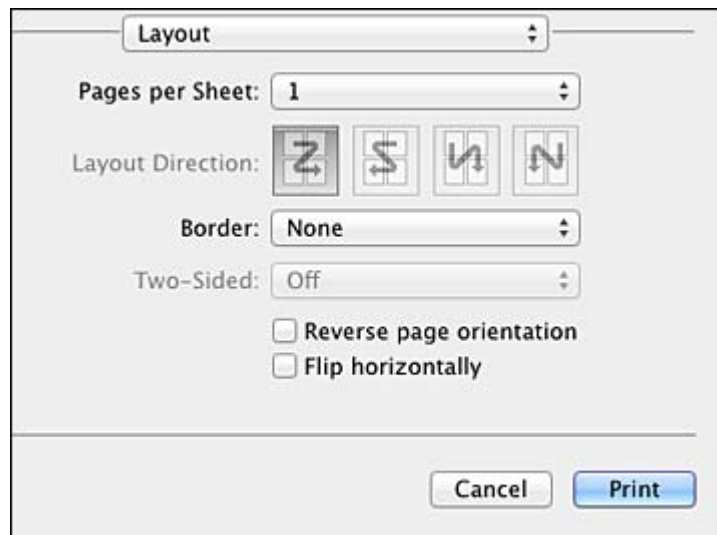 Layout
Pages per Sheet: 1
Layout Direction:
Border: None
Two-Sided: Off
Reverse page orientation
Flip horizontally
Cancel Print